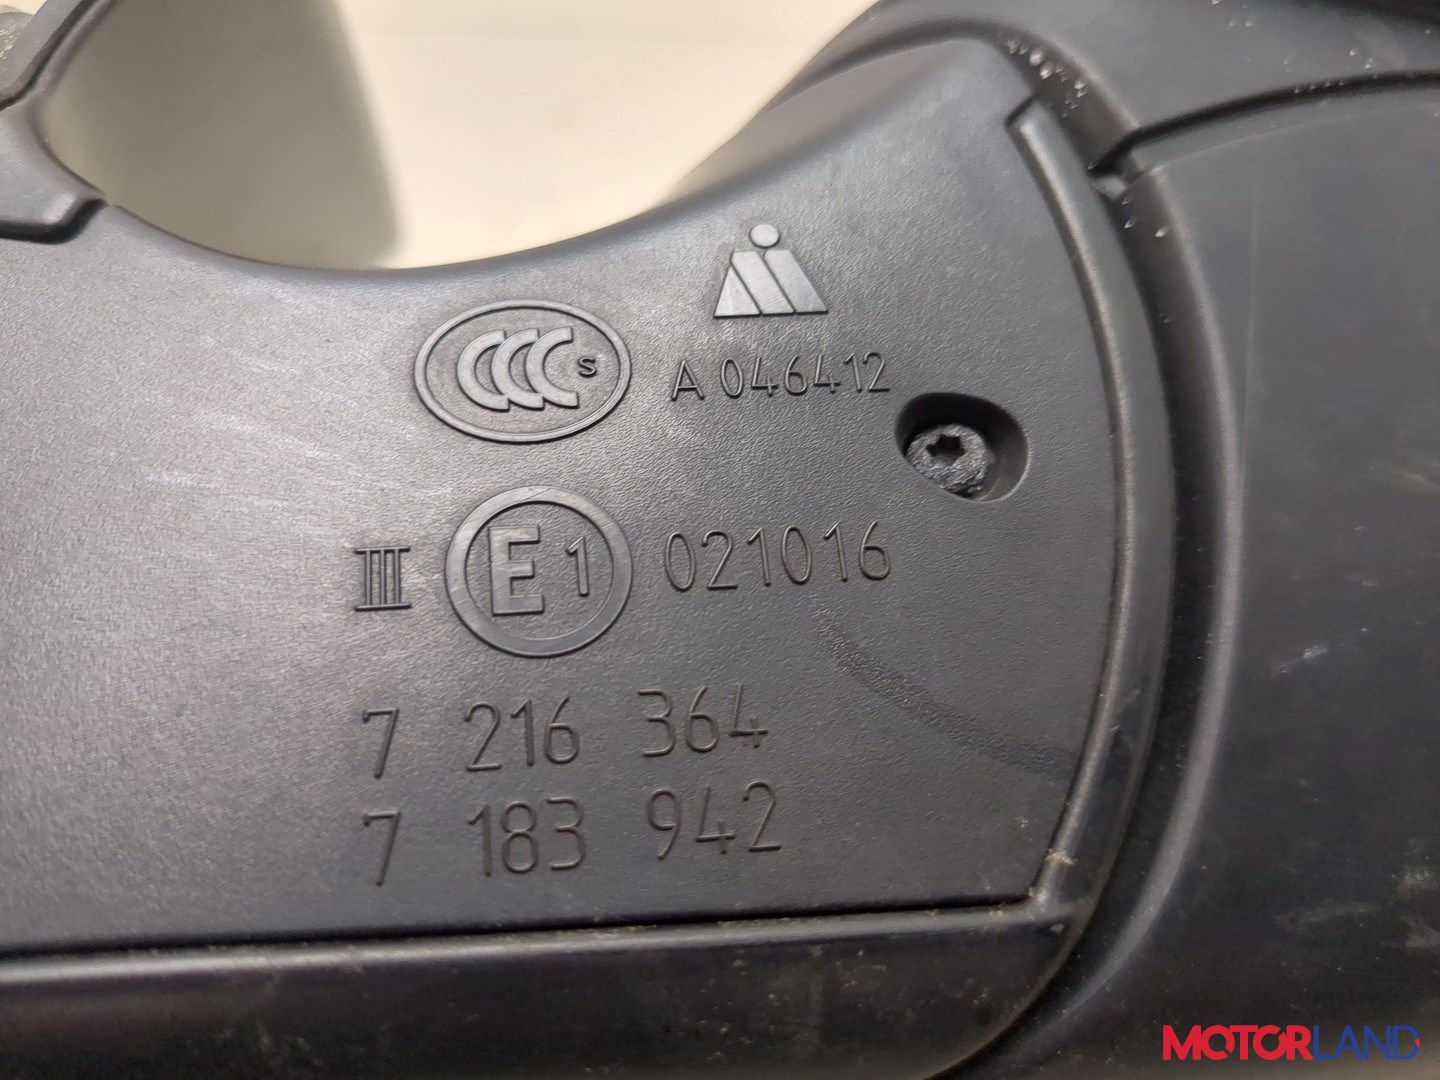 CCC S
A 046412
III E1 021016
7 216 364
7 183 942
MOTORLAND